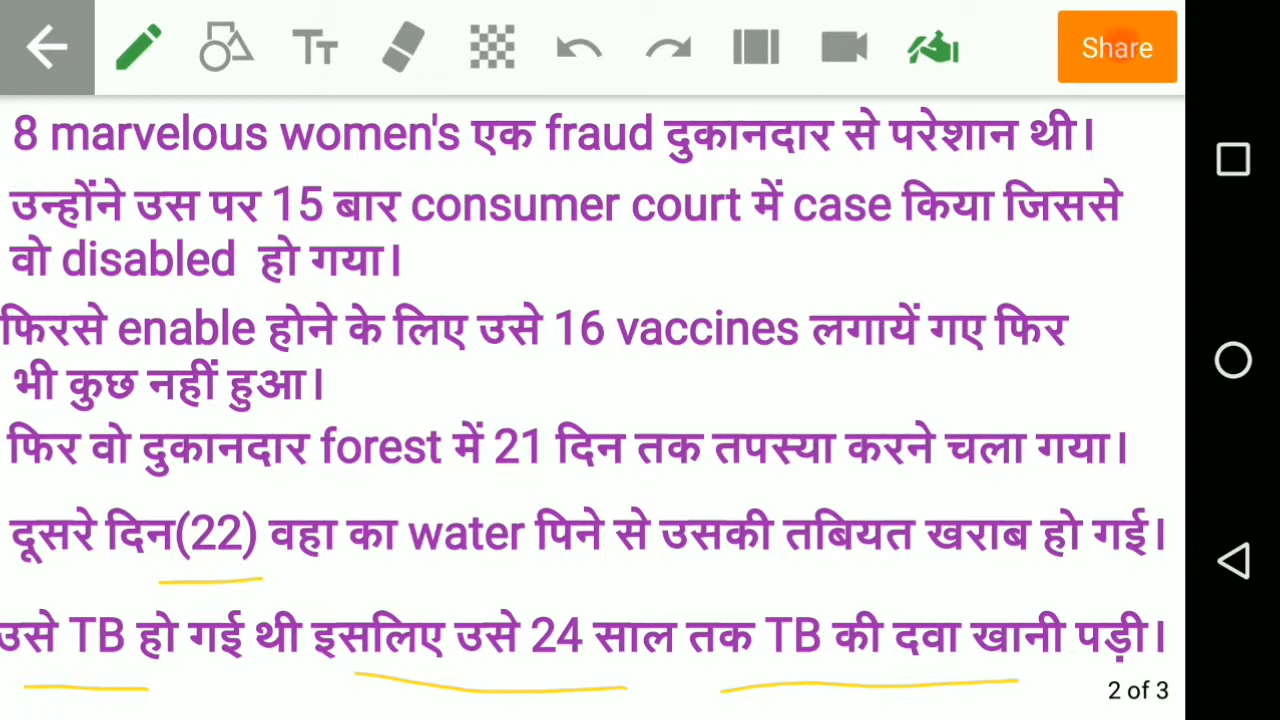 Share
8 marvelous women's एक fraud दुकानदार से परेशान थी।
उन्होंने उस पर 15 बार consumer court में case किया जिससे
वो disabled हो गया।
फिरसे enable होने के लिए उसे 16 vaccines लगायें गए फिर
भी कुछ नहीं हुआ।
फिर वो दुकानदार forest में 21 दिन तक तपस्या करने चला गया।
दूसरे दिन(22) वहा का water पिने से उसकी तबियत खराब हो गई।
उसे TB हो गई थी इसलिए उसे 24 साल तक TB की दवा खानी पड़ी।
2 of 3